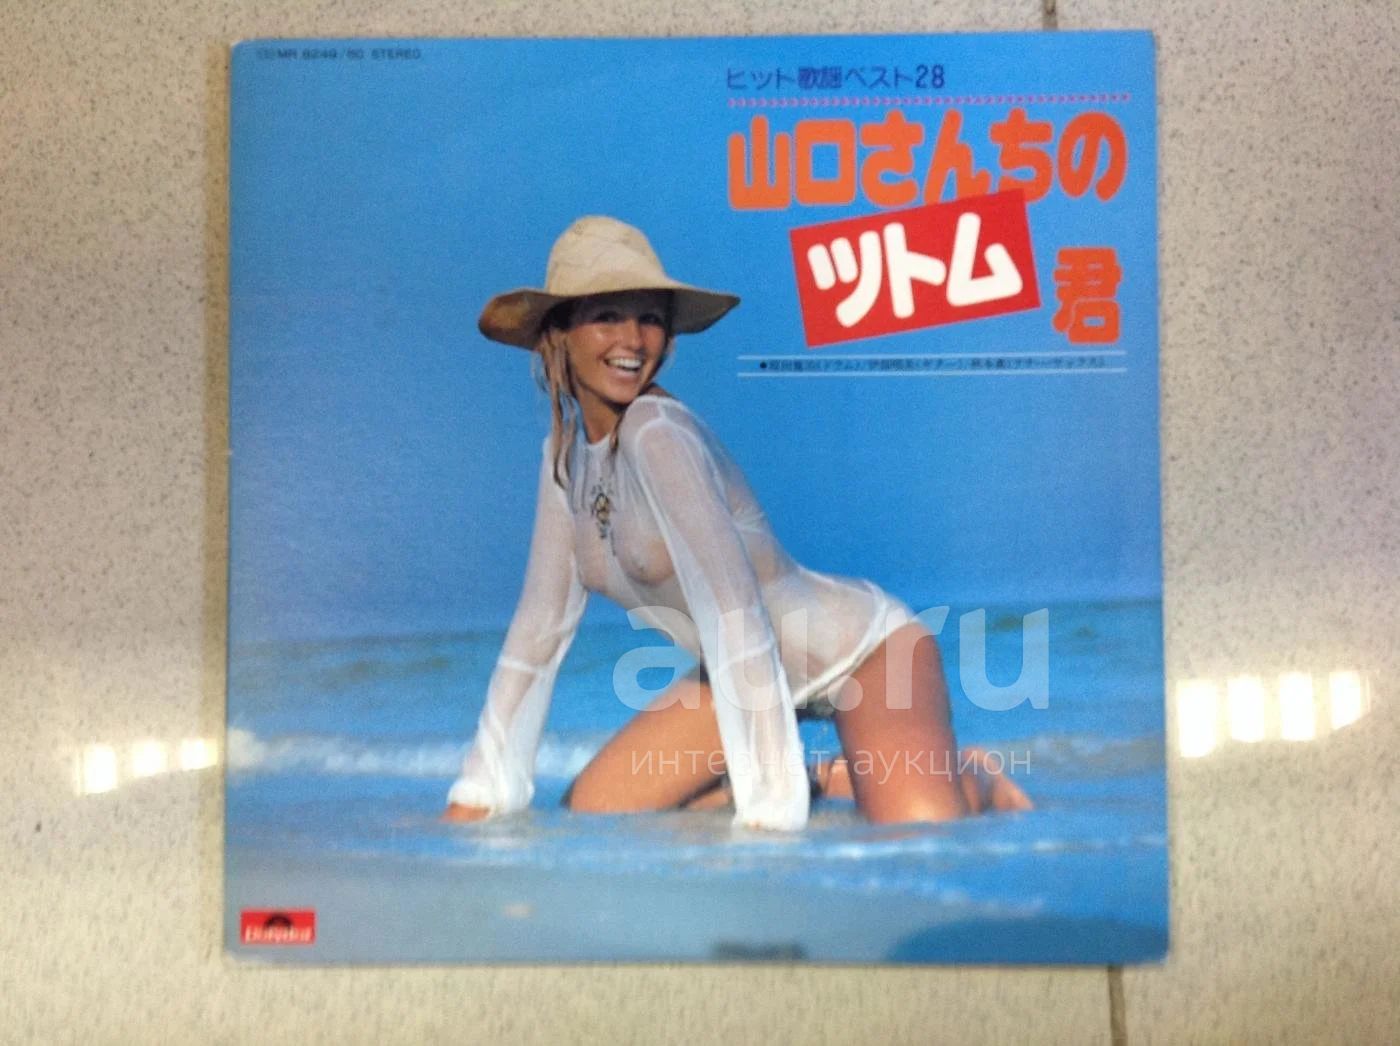 MR 8249/50 STEREO
ヒット歌謡ベスト28
山口さんちの
ツトム
君
au.ru
интернет-аукцион
Polydor